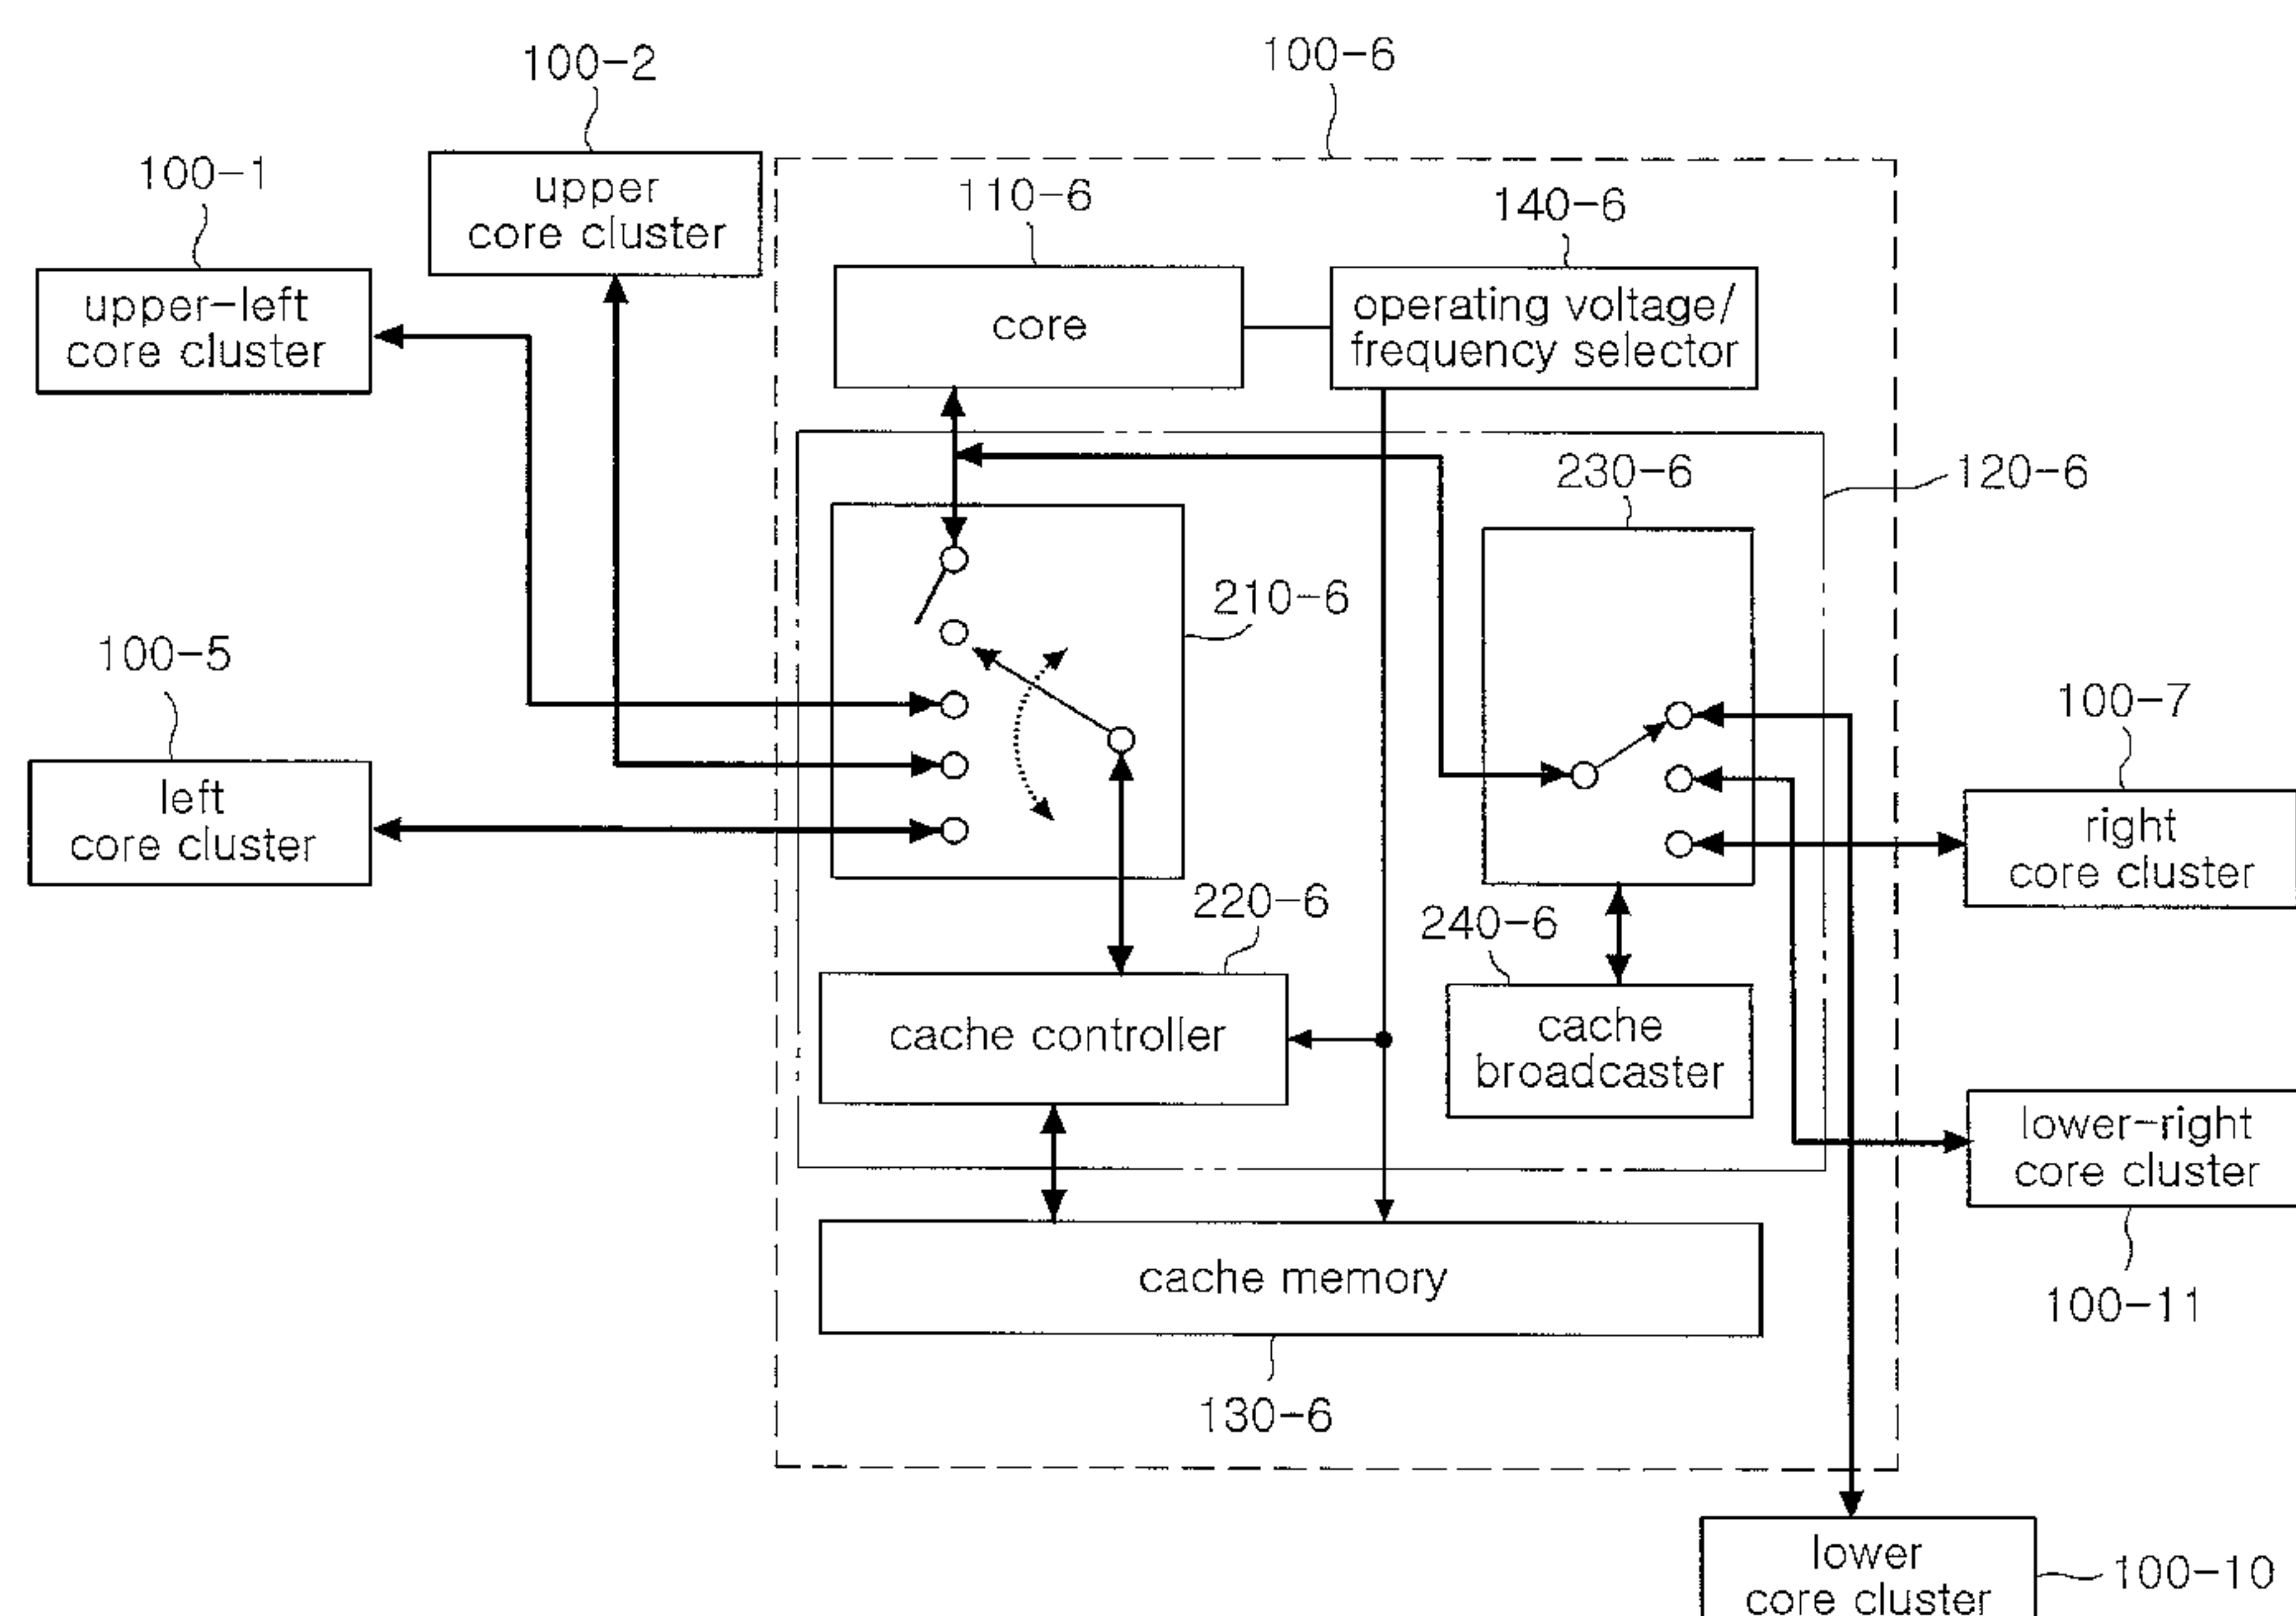 100-2
100-6
100-1
upper
core cluster
110-6
140-6
upper-left
core cluster
core
operating voltage/
frequency selector
230-6
120-6
210-6
100-5
100-7
left
core cluster
right
core cluster
220-6
240-6
cache controller
cache
broadcaster
lower-right
core cluster
cache memory
100-11
130-6
lower
core cluster
100-10